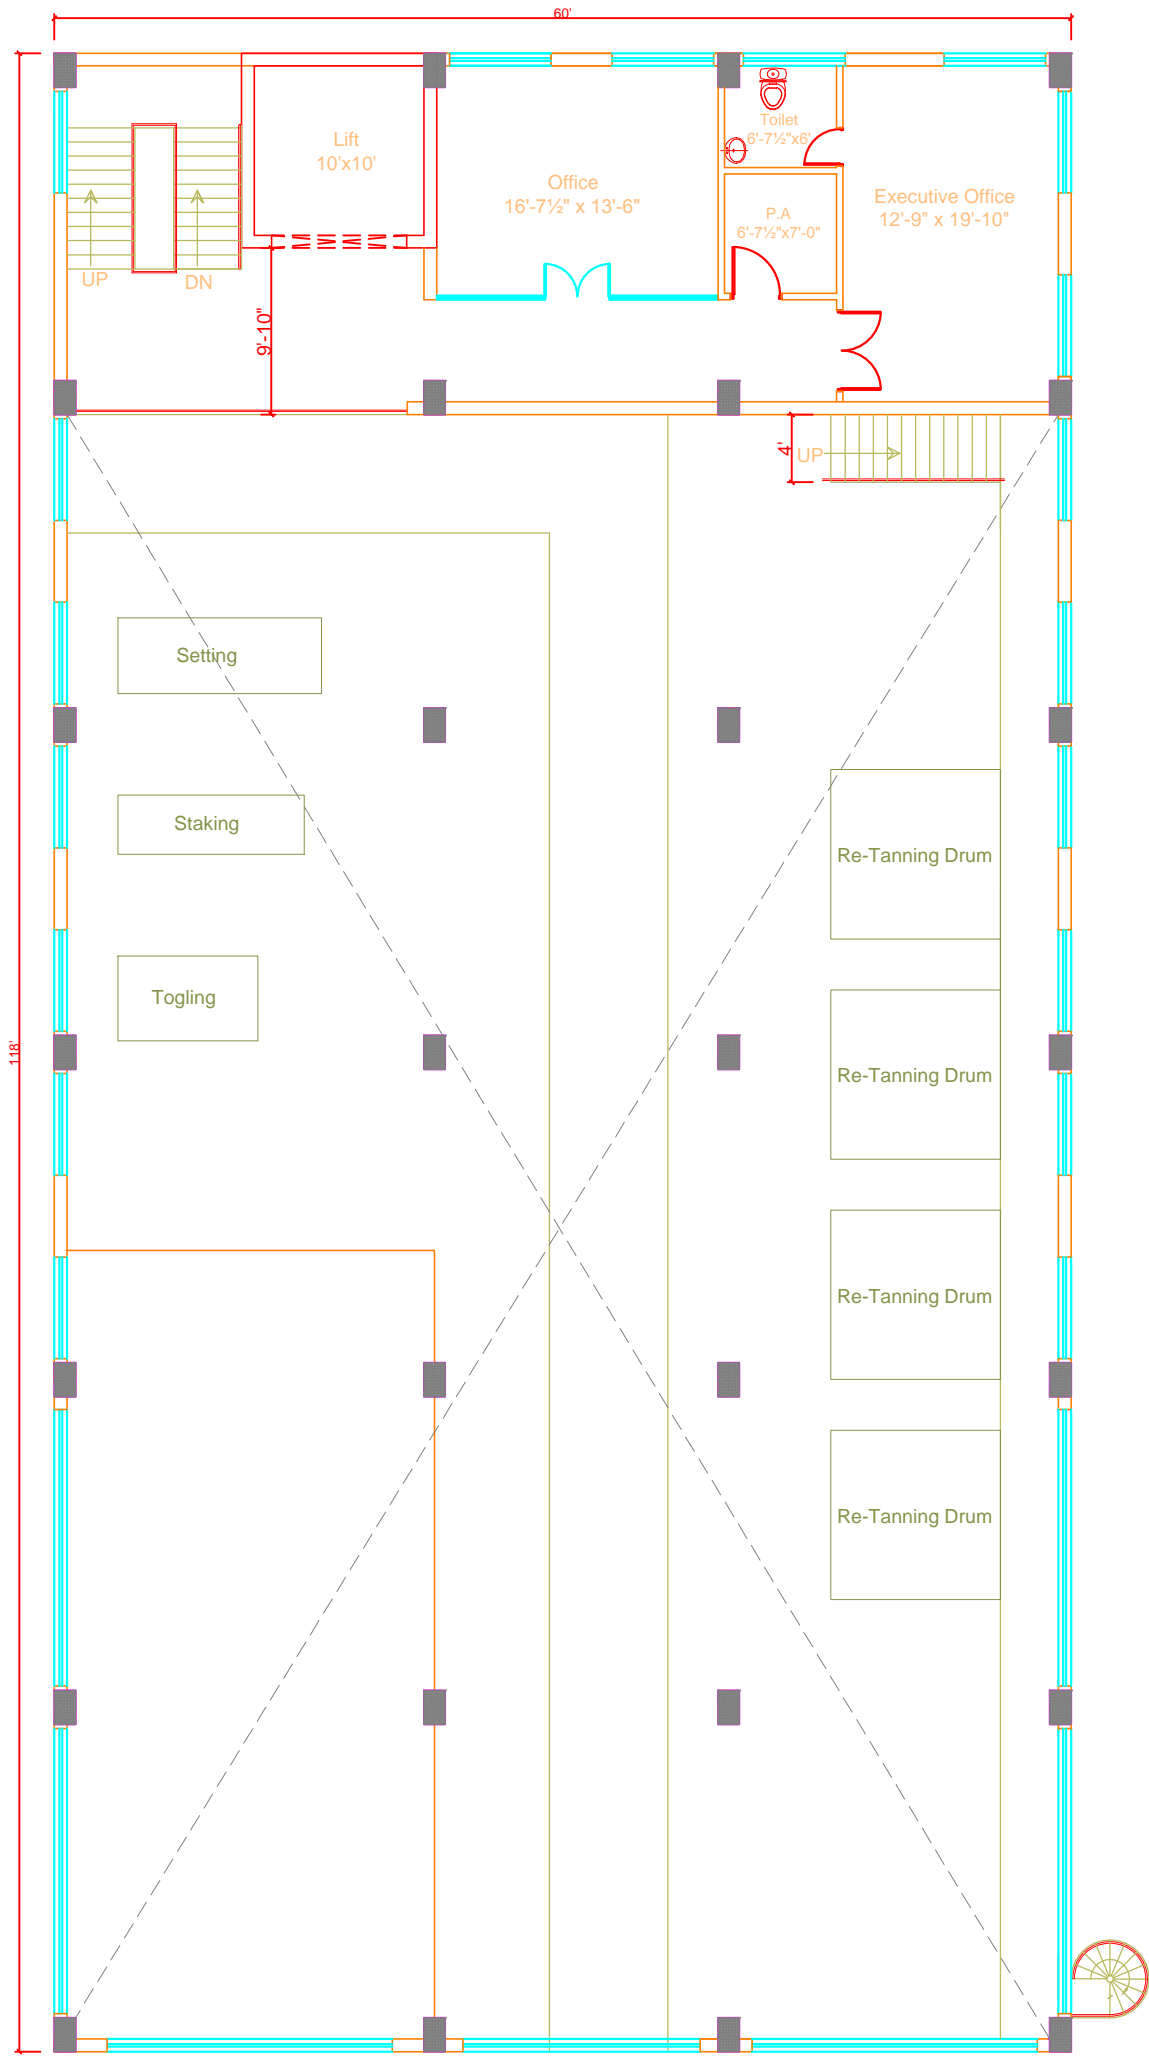 60'
Lift
10'x10'
Toilet
6'-7½"x6'
Office
16'-7½" x 13'-6"
Executive Office
12'-9" x 19'-10"
P.A
6'-7½"x7'-0"
UP
DN
9'-10"
4'
UP
Setting
Staking
Re-Tanning Drum
Togling
118'
Re-Tanning Drum
Re-Tanning Drum
Re-Tanning Drum